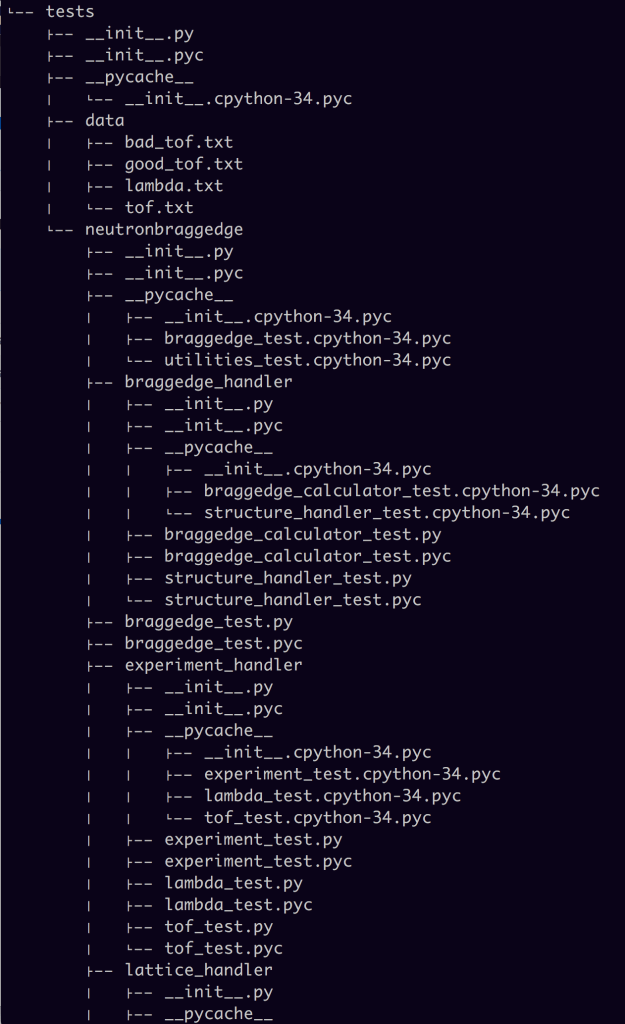 └── tests
    ├── __init__.py
    ├── __init__.pyc
    ├── __pycache__
    |   └── __init__.cpython-34.pyc
    ├── data
    |   ├── bad_tof.txt
    |   ├── good_tof.txt
    |   ├── lambda.txt
    |   └── tof.txt
    └── neutronbraggedge
        ├── __init__.py
        ├── __init__.pyc
        ├── __pycache__
        |   ├── __init__.cpython-34.pyc
        |   ├── braggedge_test.cpython-34.pyc
        |   └── utilities_test.cpython-34.pyc
        ├── braggedge_handler
        |   ├── __init__.py
        |   ├── __init__.pyc
        |   ├── __pycache__
        |   |   ├── __init__.cpython-34.pyc
        |   |   ├── braggedge_calculator_test.cpython-34.pyc
        |   |   └── structure_handler_test.cpython-34.pyc
        |   ├── braggedge_calculator_test.py
        |   ├── braggedge_calculator_test.pyc
        |   ├── structure_handler_test.py
        |   └── structure_handler_test.pyc
        ├── braggedge_test.py
        ├── braggedge_test.pyc
        ├── experiment_handler
        |   ├── __init__.py
        |   ├── __init__.pyc
        |   ├── __pycache__
        |   |   ├── __init__.cpython-34.pyc
        |   |   ├── experiment_test.cpython-34.pyc
        |   |   ├── lambda_test.cpython-34.pyc
        |   |   └── tof_test.cpython-34.pyc
        |   ├── experiment_test.py
        |   ├── experiment_test.pyc
        |   ├── lambda_test.py
        |   ├── lambda_test.pyc
        |   ├── tof_test.py
        |   └── tof_test.pyc
        ├── lattice_handler
        |   ├── __init__.py
        |   ├── __pycache__